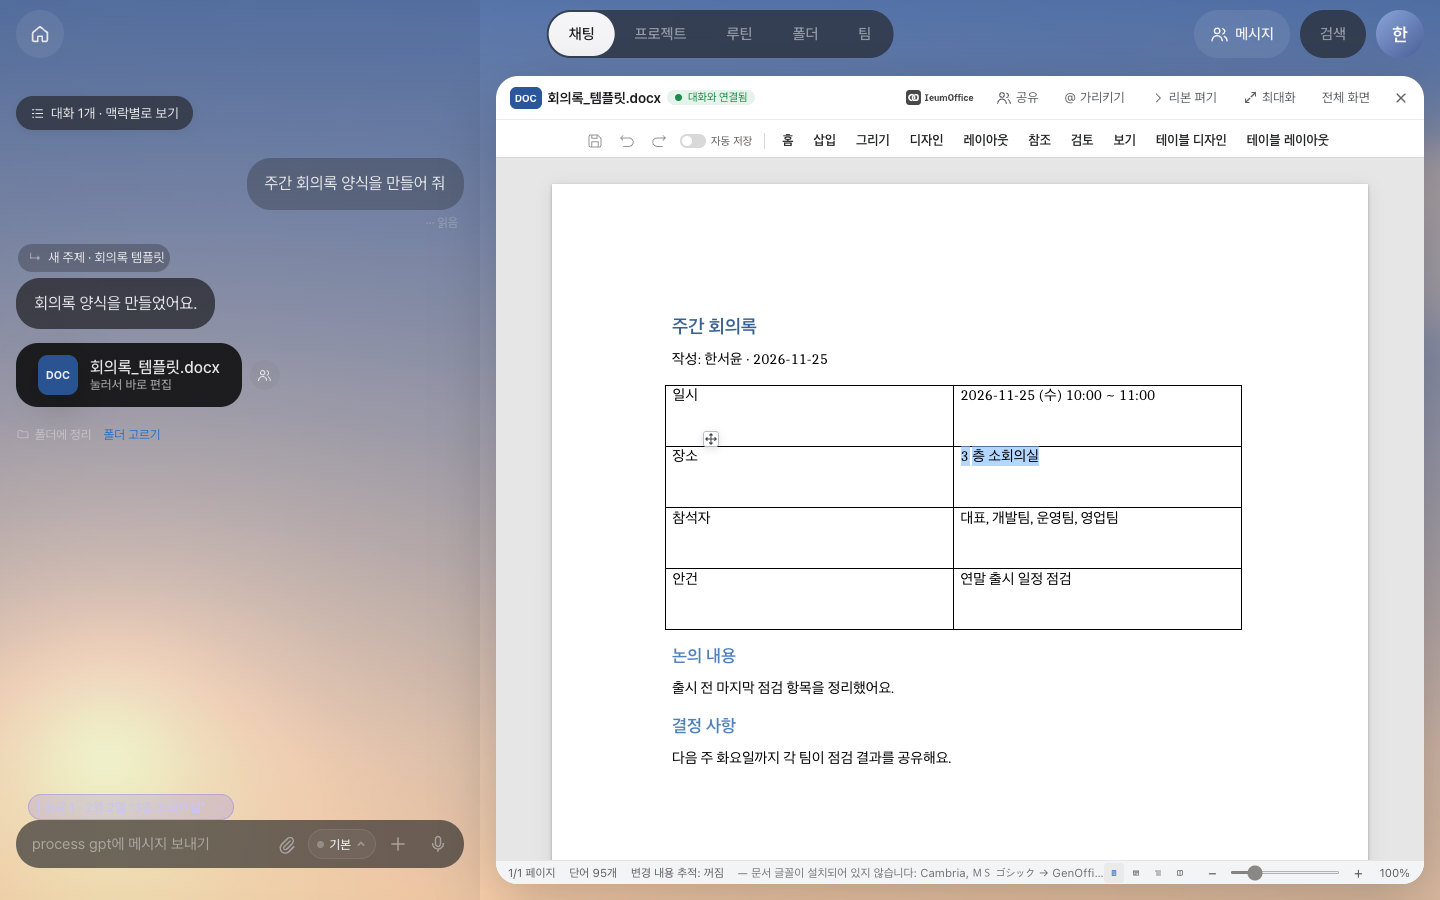 채팅
프로젝트
루틴
폴더
팀
메시지
검색
한
대화 1개 · 맥락별로 보기
주간 회의록 양식을 만들어 줘
··· 읽음
새 주제 · 회의록 템플릿
회의록 양식을 만들었어요.
DOC
회의록_템플릿.docx
눌러서 바로 편집
폴더에 정리 폴더 고르기
process gpt에 메시지 보내기
기본
DOC 회의록_템플릿.docx 대화와 연결됨
IeumOffice
공유
@ 가리키기
리본 펴기
최대화
전체 화면
자동 저장
홈 삽입 그리기 디자인 레이아웃 참조 검토 보기 테이블 디자인 테이블 레이아웃
주간 회의록
작성: 한서윤 · 2026-11-25
일시 2026-11-25 (수) 10:00 ~ 11:00
장소 3 층 소회의실
참석자 대표, 개발팀, 운영팀, 영업팀
안건 연말 출시 일정 점검
논의 내용
출시 전 마지막 점검 항목을 정리했어요.
결정 사항
다음 주 화요일까지 각 팀이 점검 결과를 공유해요.
1/1 페이지 단어 95개 변경 내용 추적: 꺼짐 — 문서 글꼴이 설치되어 있지 않습니다: Cambria, ＭＳ ゴシック → GenOffi... 100%